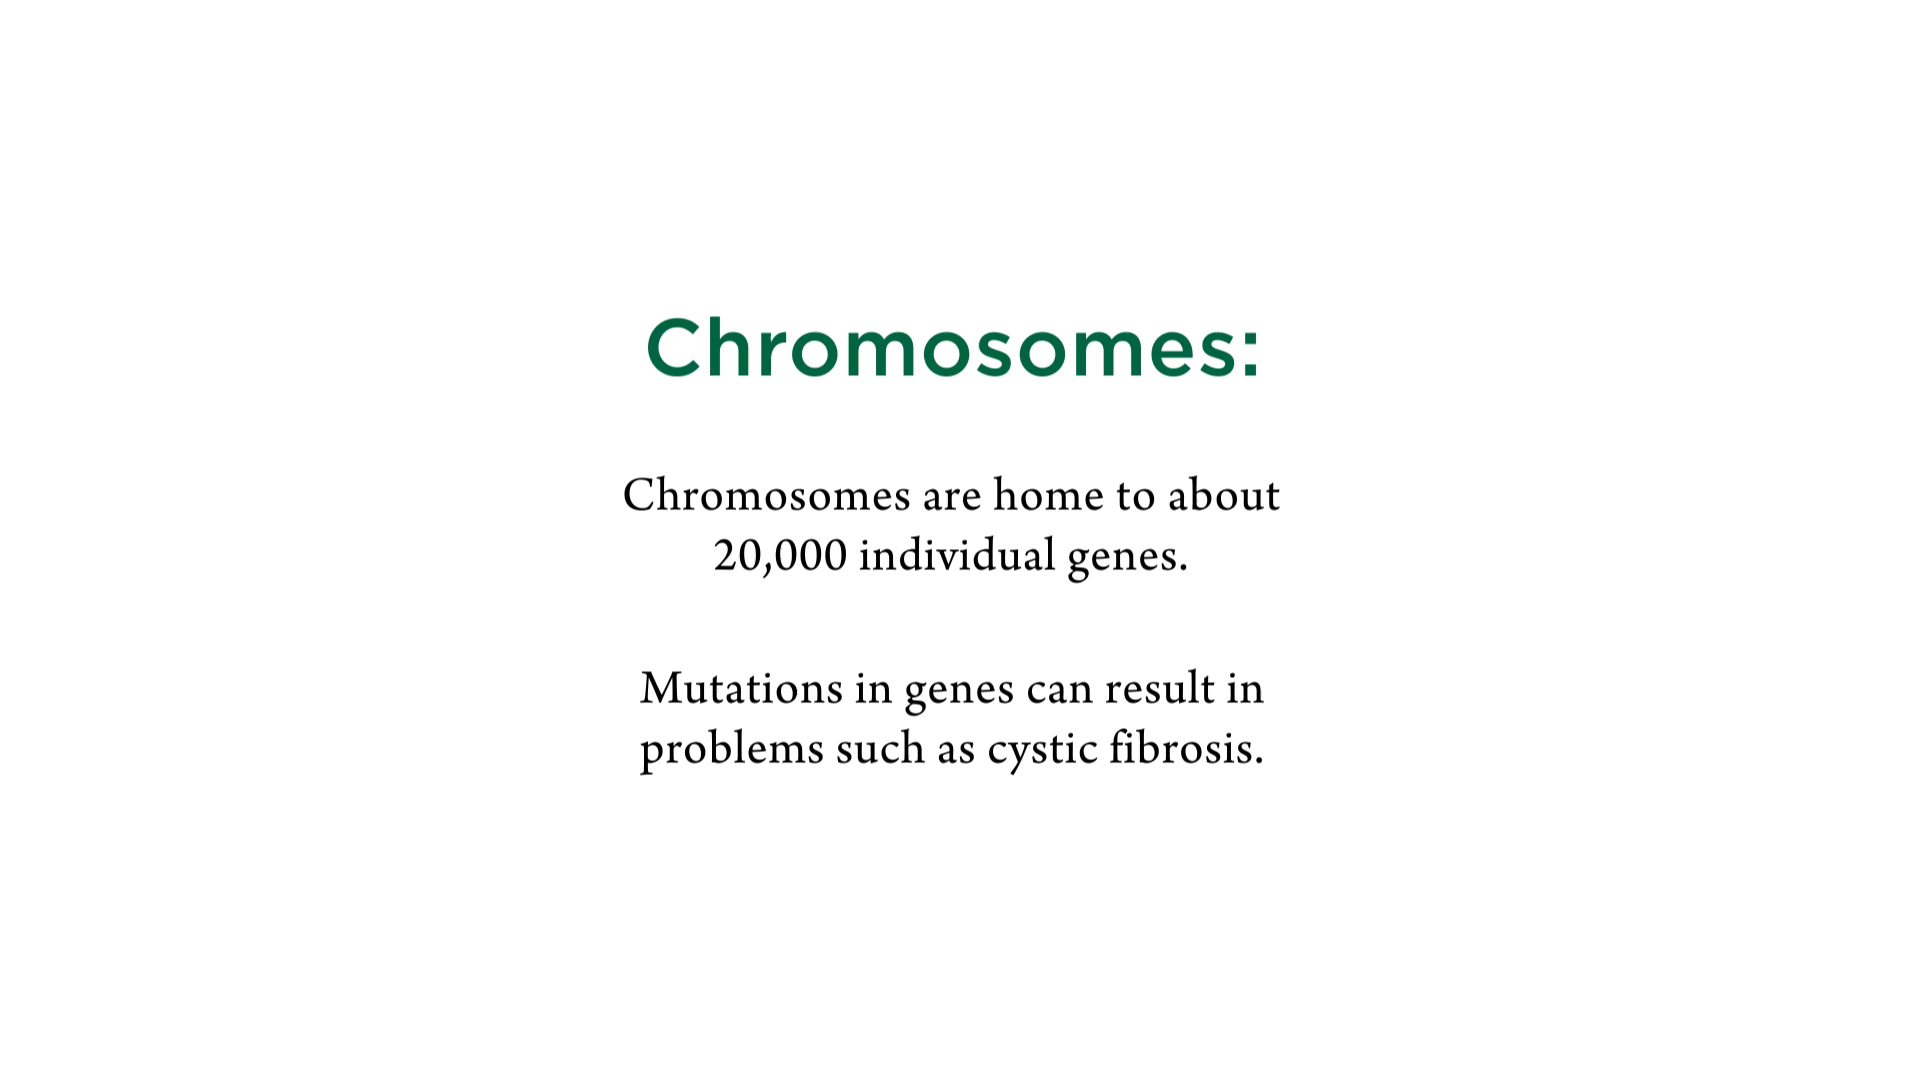 Chromosomes:
Chromosomes are home to about
20,000 individual genes.
Mutations in genes can result in
problems such as cystic fibrosis.